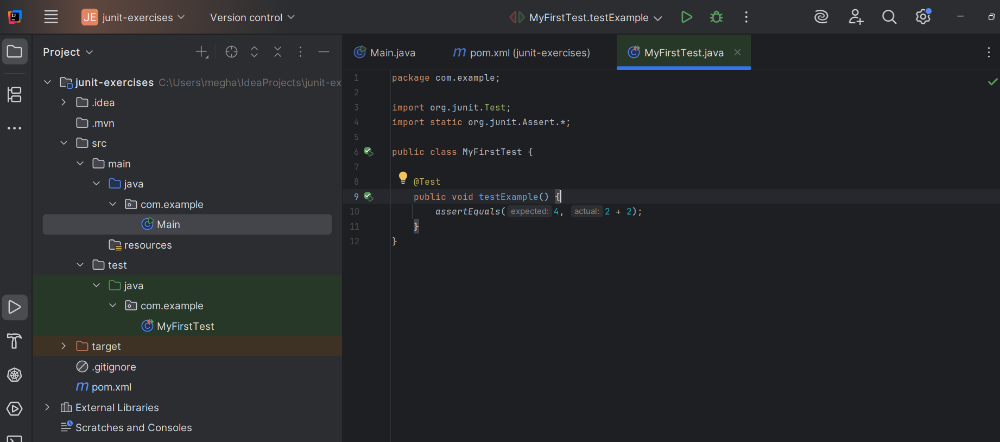 JE junit-exercises Version control MyFirstTest.testExample
Project
junit-exercises C:\Users\megha\IdeaProjects\junit-ex
.idea
.mvn
src
main
java
com.example
Main
resources
test
java
com.example
MyFirstTest
target
.gitignore
pom.xml
External Libraries
Scratches and Consoles
Main.java pom.xml (junit-exercises) MyFirstTest.java
1 package com.example;
2
3 import org.junit.Test;
4 import static org.junit.Assert.*;
5
6 public class MyFirstTest {
7
8 @Test
9 public void testExample() {
10 assertEquals( expected: 4, actual: 2 + 2);
11 }
12 }